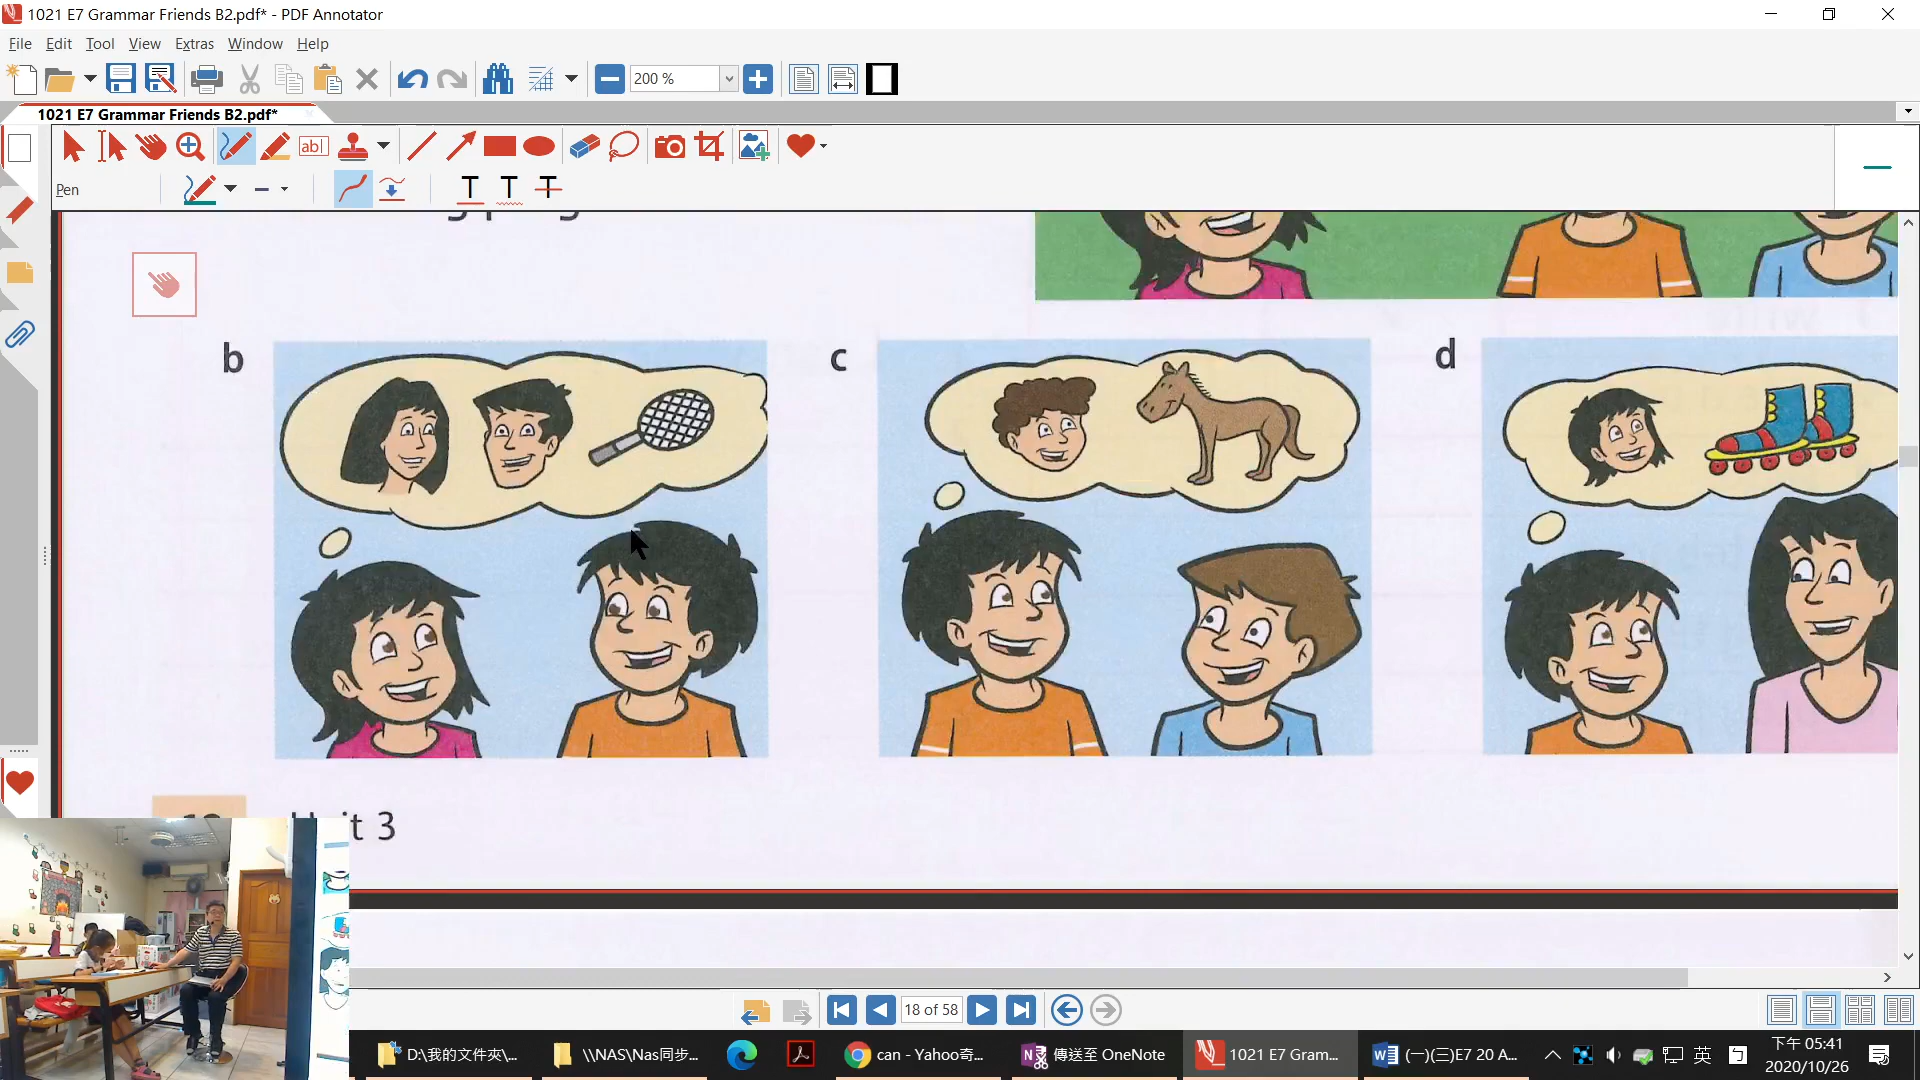 1021 E7 Grammar Friends B2.pdf* - PDF Annotator
File Edit Tool View Extras Window Help
200 %
1021 E7 Grammar Friends B2.pdf*
ab|
Pen
T T T
b
c
d
t 3
18 of 58
D:\我的文件夾\...
\\NAS\Nas同步...
can - Yahoo奇...
傳送至 OneNote
1021 E7 Gram...
(一)(三)E7 20 A...
英
下午 05:41
2020/10/26